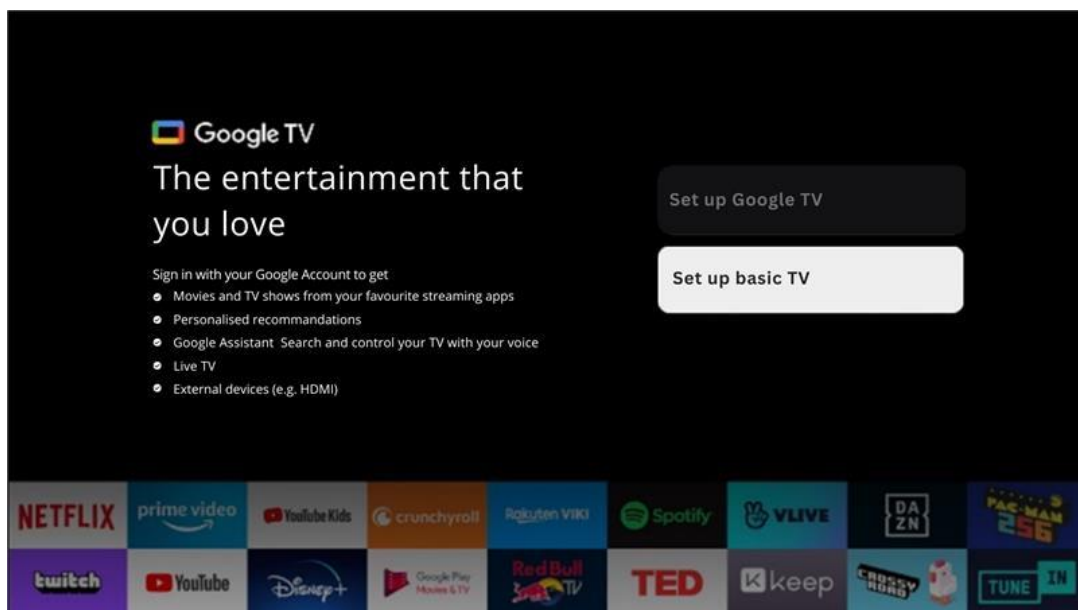 Google TV
The entertainment that
you love
Sign in with your Google Account to get
Movies and TV shows from your favourite streaming apps
Personalised recommandations
Google Assistant Search and control your TV with your voice
Live TV
External devices (e.g. HDMI)
Set up Google TV
Set up basic TV
NETFLIX
prime video
YouTube Kids
crunchyroll
Rakuten VIKI
Spotify
VLIVE
DA
ZN
PAC-MAN
256
twitch
YouTube
Disney+
Google Play
Movies & TV
Red Bull
TV
TED
K keep
CROSSY
ROAD
TUNE IN